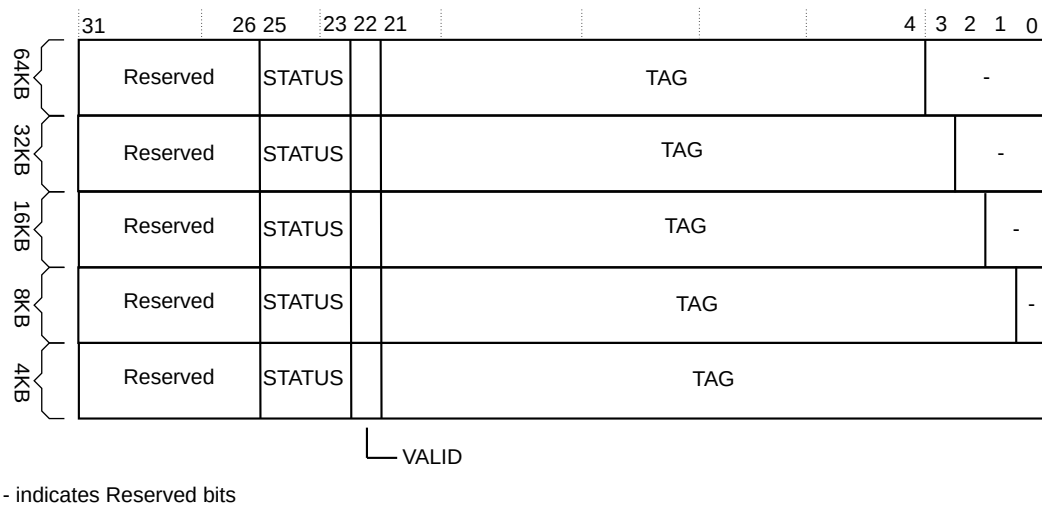 31 26 25 23 22 21 4 3 2 1 0
64KB Reserved STATUS TAG -
32KB Reserved STATUS TAG -
16KB Reserved STATUS TAG -
8KB Reserved STATUS TAG -
4KB Reserved STATUS TAG
VALID
- indicates Reserved bits